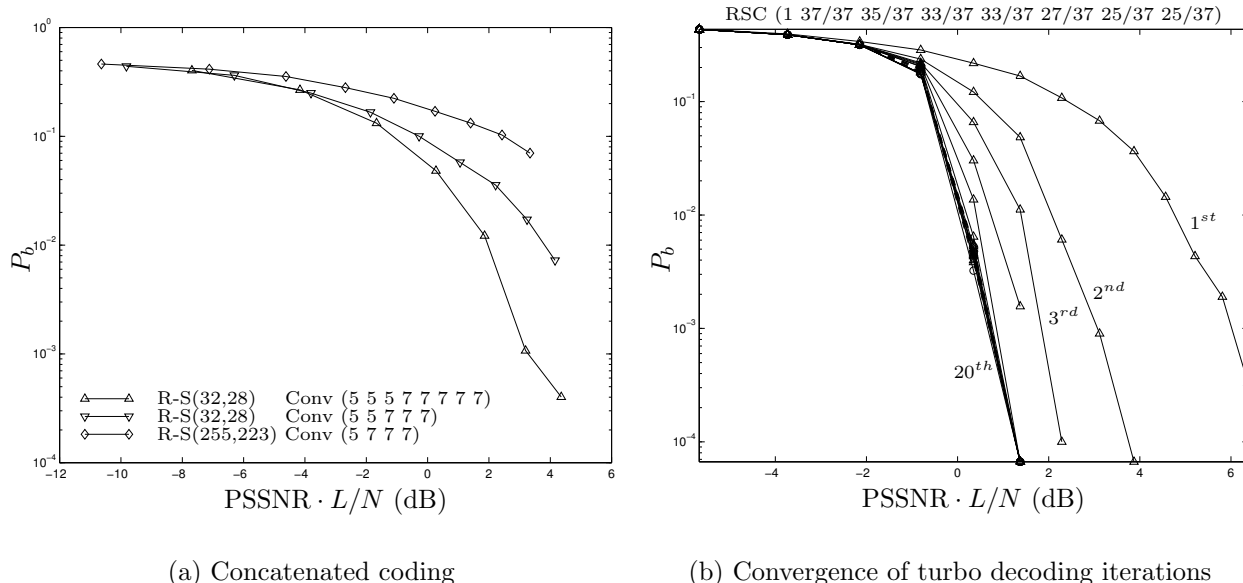 10^0
10^-1
10^-2
10^-3
10^-4
P_b
R-S(32,28) Conv (5 5 5 7 7 7 7 7)
R-S(32,28) Conv (5 5 7 7 7)
R-S(255,223) Conv (5 7 7 7)
−12 −10 −8 −6 −4 −2 0 2 4 6
PSSNR · L/N (dB)
(a) Concatenated coding
RSC (1 37/37 35/37 33/37 33/37 27/37 25/37 25/37)
10^-1
10^-2
10^-3
10^-4
P_b
1^st
2^nd
3^rd
20^th
−4 −2 0 2 4 6
PSSNR · L/N (dB)
(b) Convergence of turbo decoding iterations